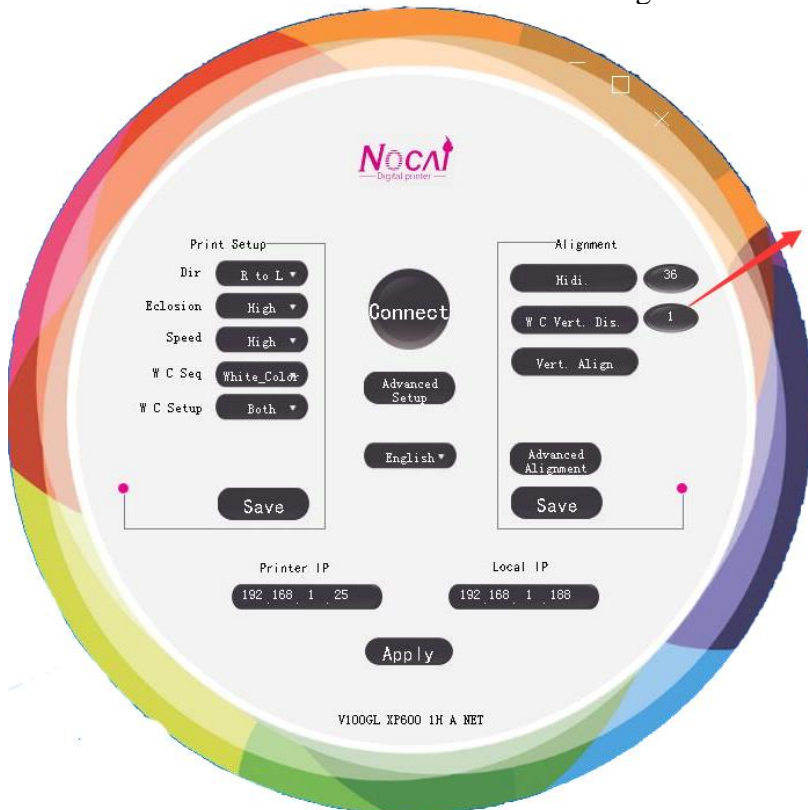 NOCAI
Digital printer
Print Setup
Dir R to L
Eclosion High
Speed High
W C Seq White_Color
W C Setup Both
Save
Connect
Advanced
Setup
English
Alignment
Hidi. 36
W C Vert. Dis. 1
Vert. Align
Advanced
Alignment
Save
Printer IP
192.168.1.25
Local IP
192.168.1.188
Apply
V100GL XP600 1H A NET